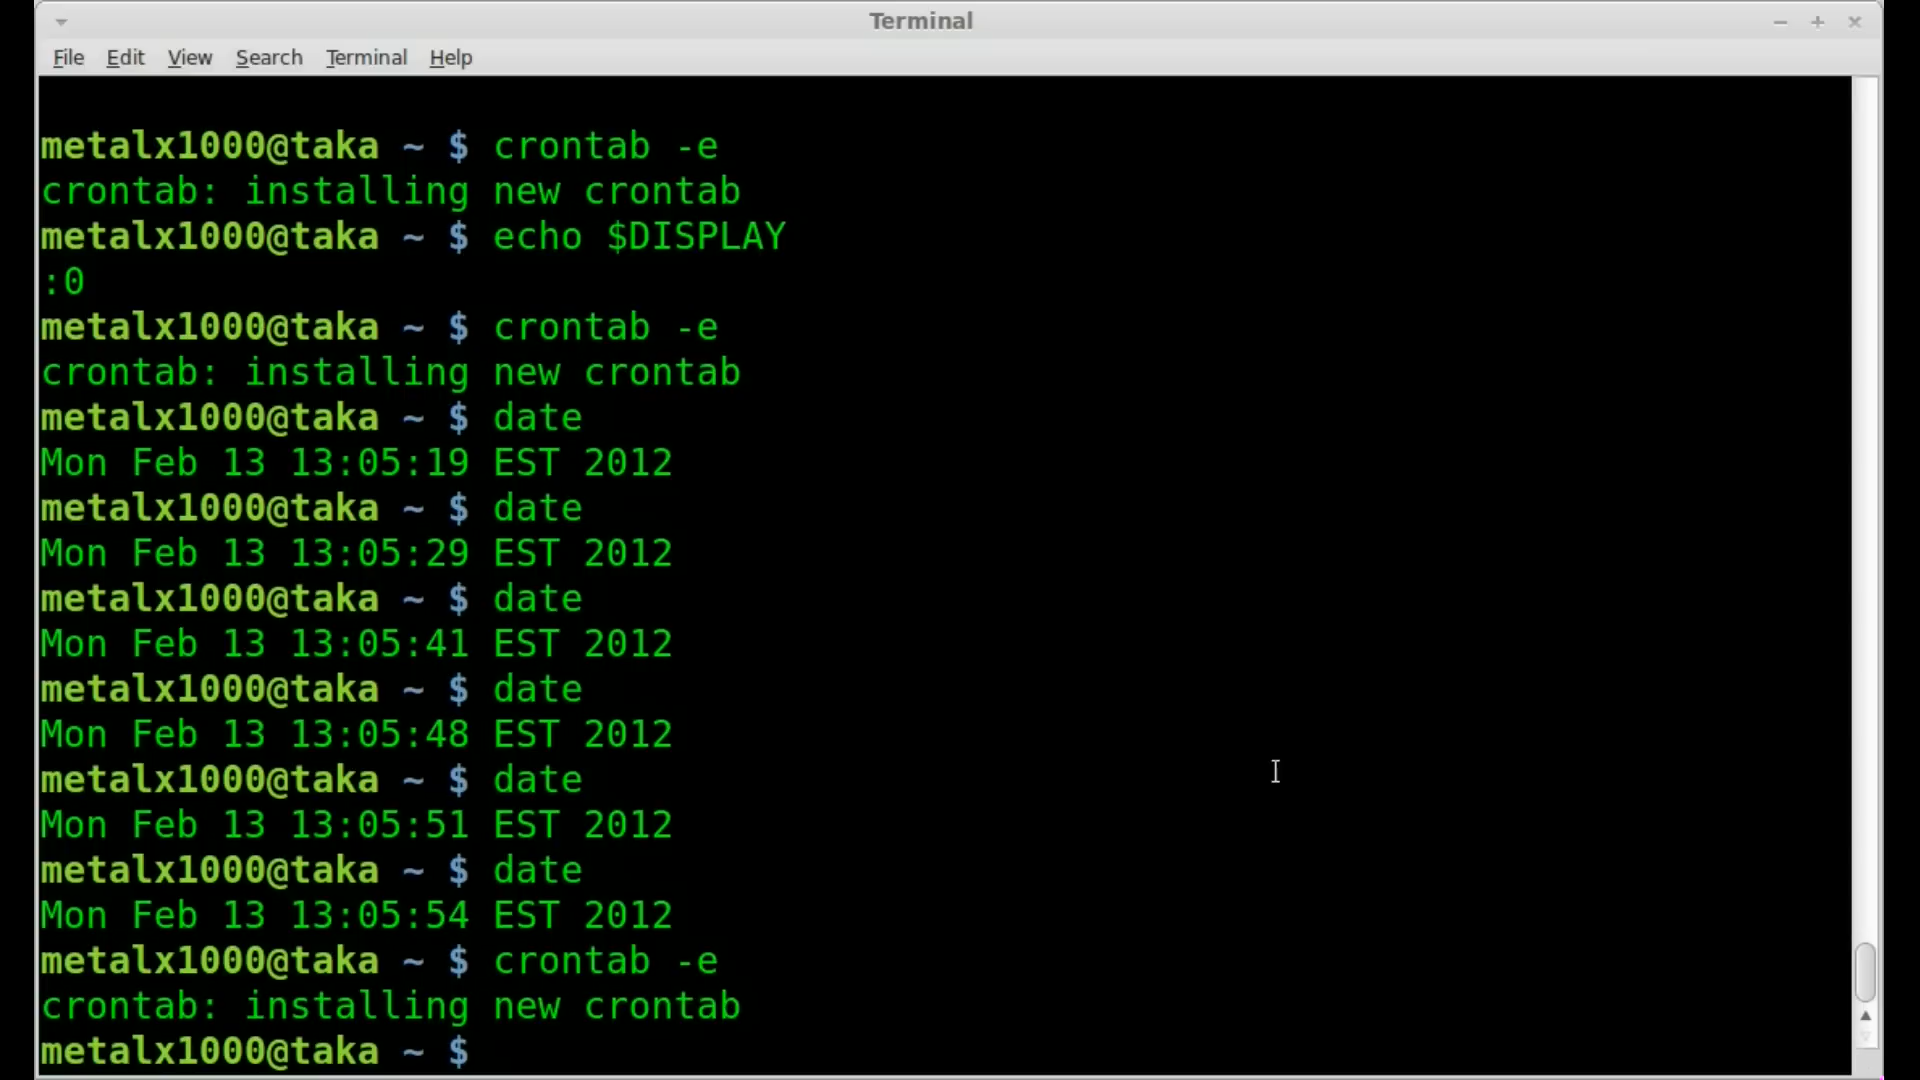 Terminal
File Edit View Search Terminal Help
metalx1000@taka ~ $ crontab -e
crontab: installing new crontab
metalx1000@taka ~ $ echo $DISPLAY
:0
metalx1000@taka ~ $ crontab -e
crontab: installing new crontab
metalx1000@taka ~ $ date
Mon Feb 13 13:05:19 EST 2012
metalx1000@taka ~ $ date
Mon Feb 13 13:05:29 EST 2012
metalx1000@taka ~ $ date
Mon Feb 13 13:05:41 EST 2012
metalx1000@taka ~ $ date
Mon Feb 13 13:05:48 EST 2012
metalx1000@taka ~ $ date
Mon Feb 13 13:05:51 EST 2012
metalx1000@taka ~ $ date
Mon Feb 13 13:05:54 EST 2012
metalx1000@taka ~ $ crontab -e
crontab: installing new crontab
metalx1000@taka ~ $